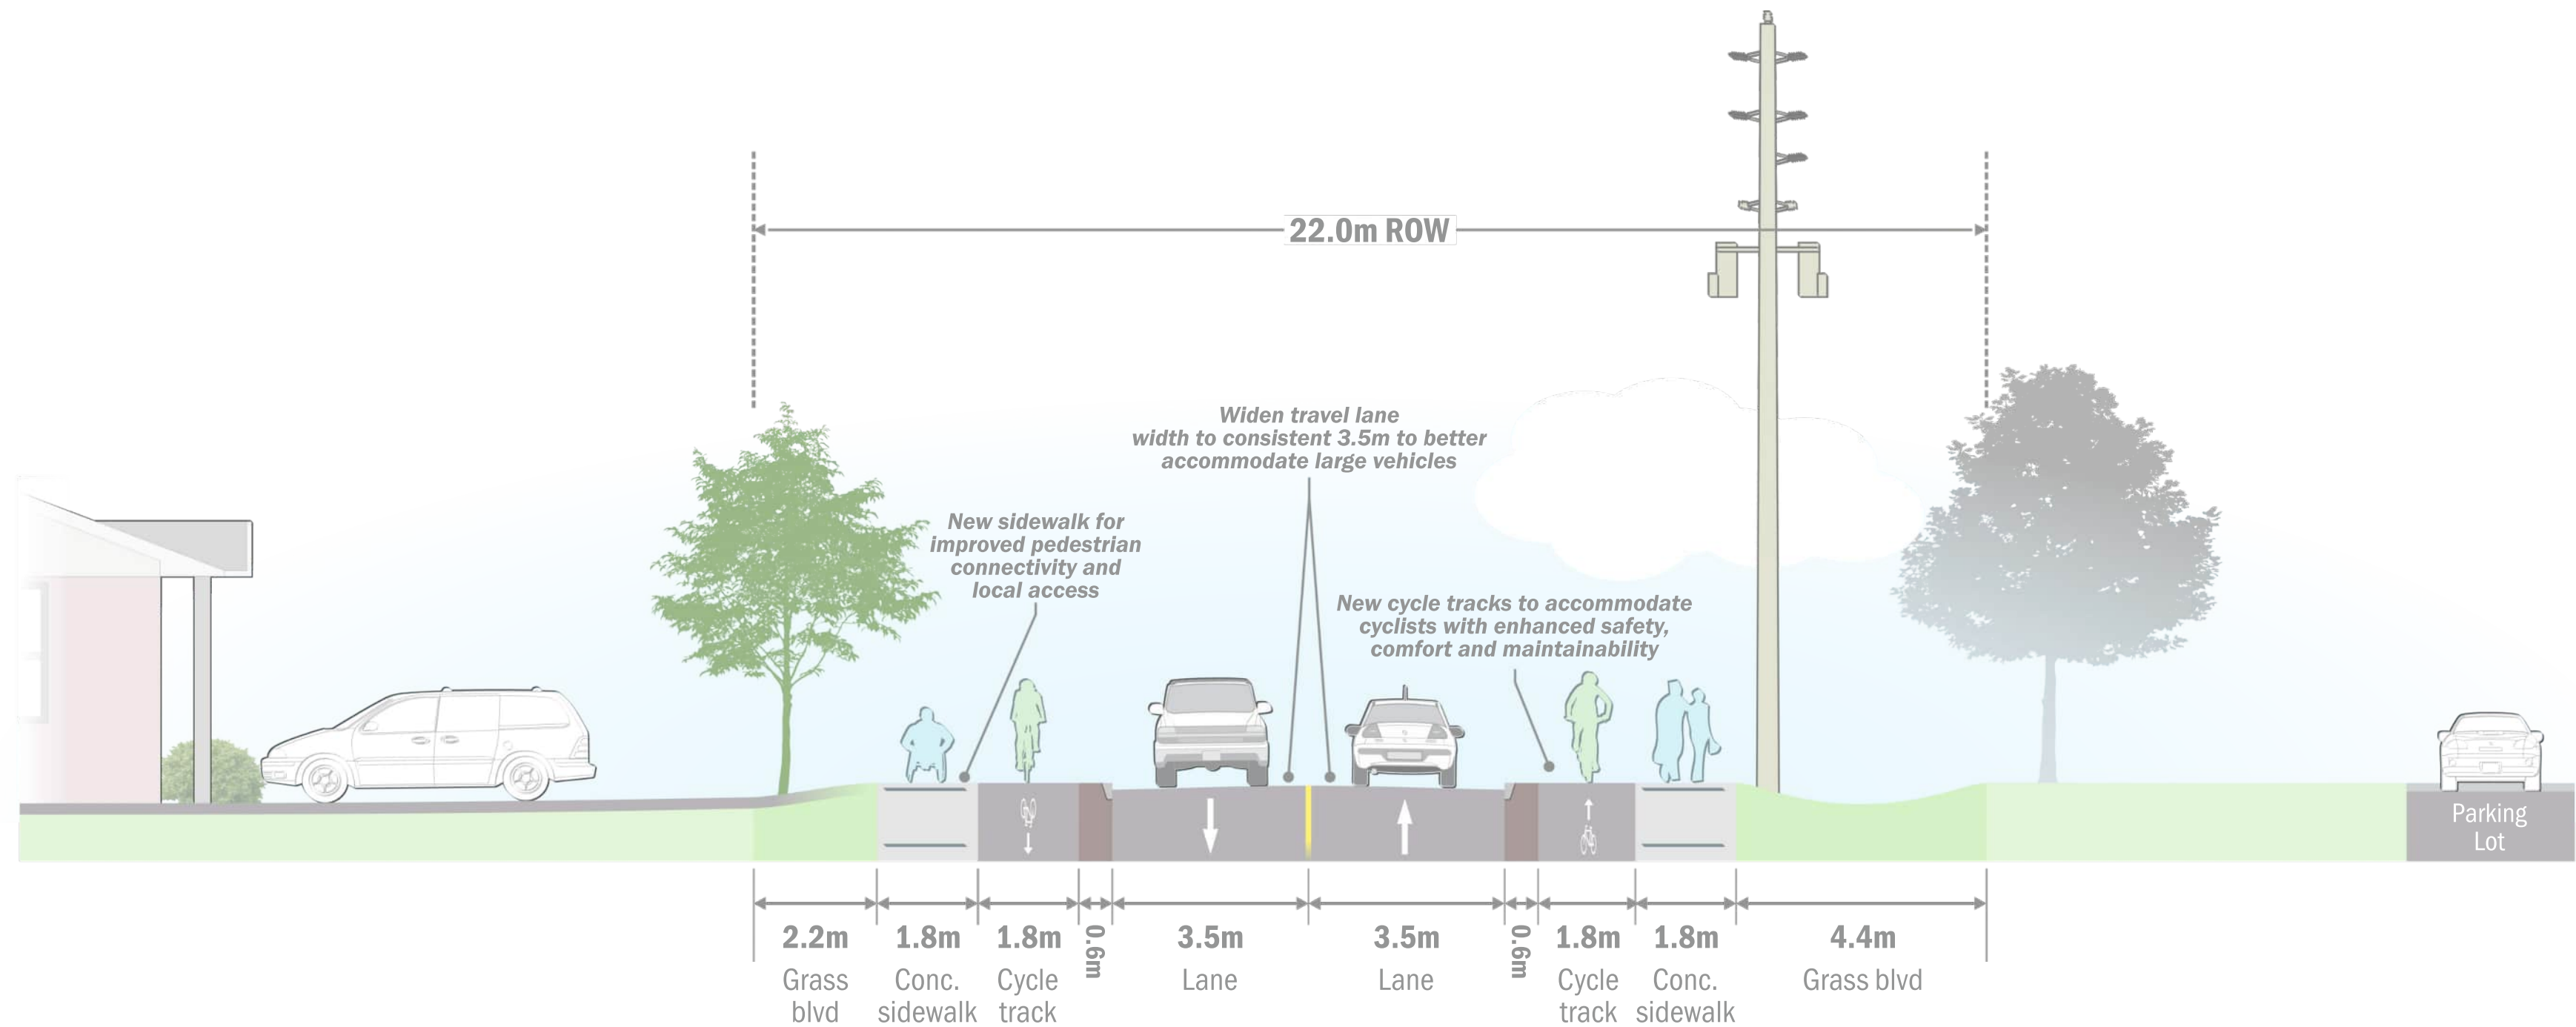 22.0m ROW
Widen travel lane
width to consistent 3.5m to better
accommodate large vehicles
New sidewalk for
improved pedestrian
connectivity and
local access
New cycle tracks to accommodate
cyclists with enhanced safety,
comfort and maintainability
Parking
Lot
2.2m
Grass
blvd
1.8m
Conc.
sidewalk
1.8m
Cycle
track
0.6m
3.5m
Lane
3.5m
Lane
0.6m
1.8m
Cycle
track
1.8m
Conc.
sidewalk
4.4m
Grass blvd